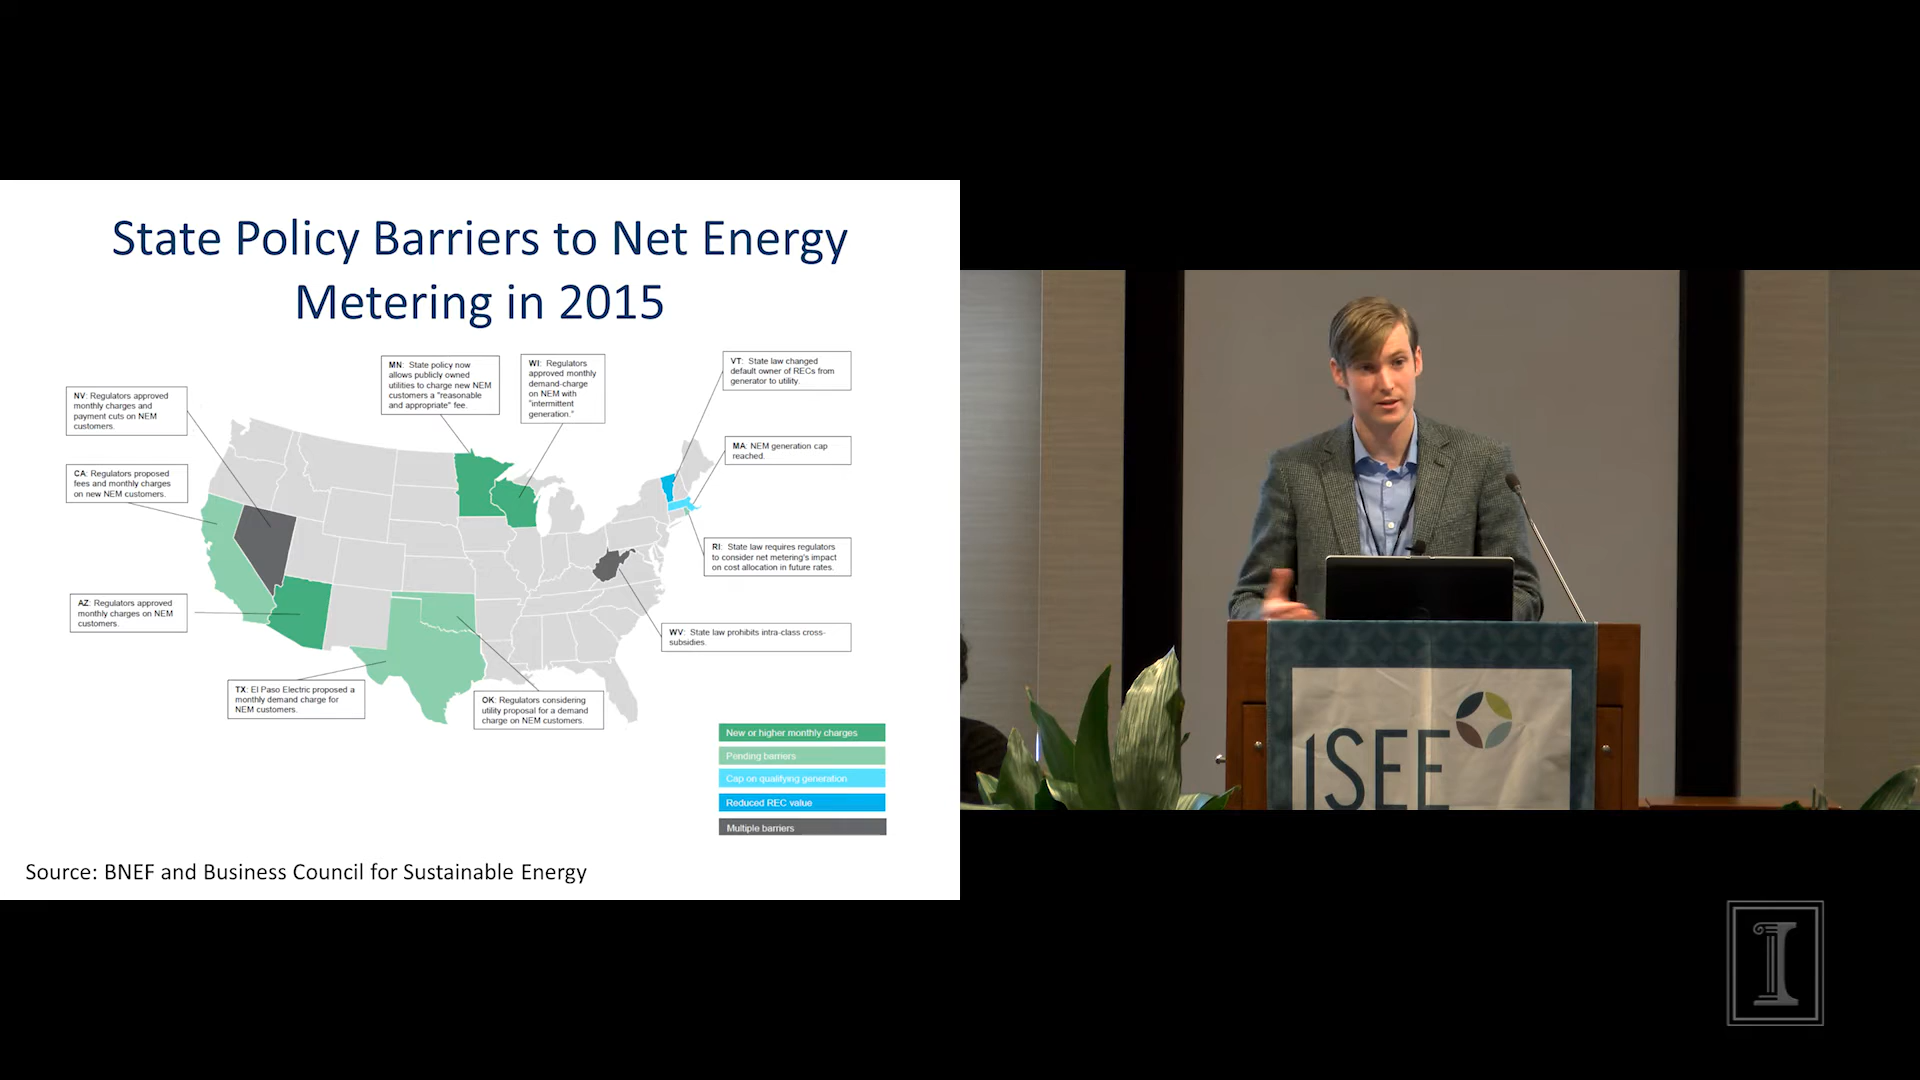 State Policy Barriers to Net Energy
Metering in 2015
MN: State policy now
allows publicly owned
utilities to charge new NEM
customers a "reasonable
and appropriate" fee.
WI: Regulators
approved monthly
demand-charge
on NEM with
"intermittent
generation."
VT: State law changed
default owner of RECs from
generator to utility.
NV: Regulators approved
monthly charges and
payment cuts on NEM
customers.
MA: NEM generation cap
reached.
CA: Regulators proposed
fees and monthly charges
on new NEM customers.
RI: State law requires regulators
to consider net metering's impact
on cost allocation in future rates.
AZ: Regulators approved
monthly charges on NEM
customers.
WV: State law prohibits intra-class cross-
subsidies.
TX: El Paso Electric proposed a
monthly demand charge for
NEM customers.
OK: Regulators considering
utility proposal for a demand
charge on NEM customers.
New or higher monthly charges
Pending barriers
Cap on qualifying generation
Reduced REC value
Multiple barriers
Source: BNEF and Business Council for Sustainable Energy
iSEE
I